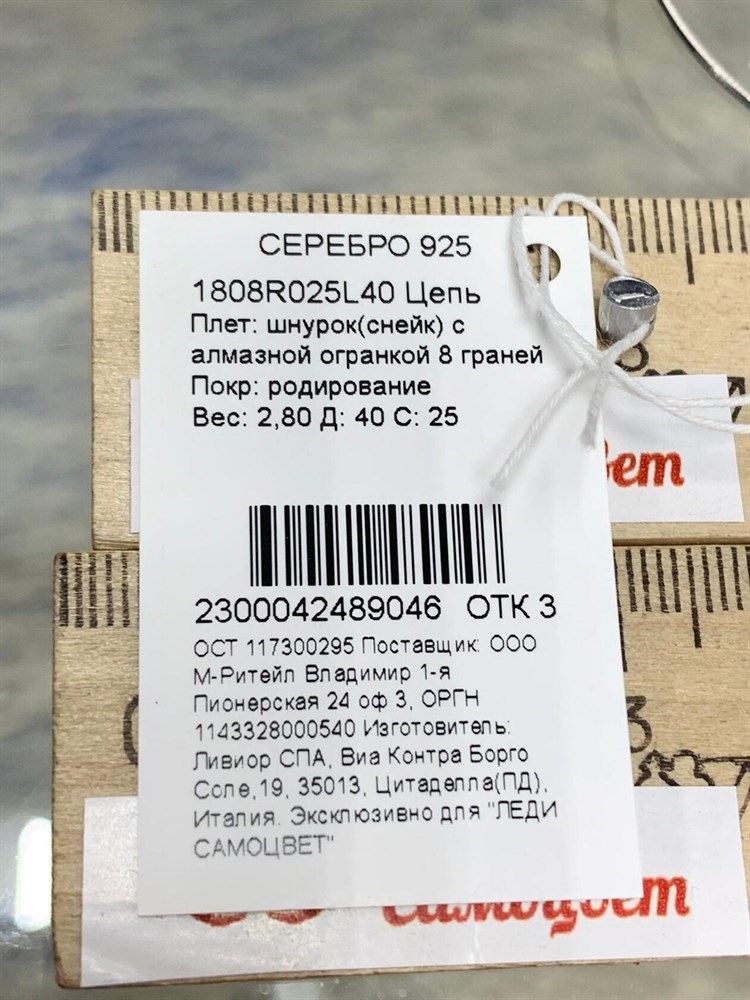 СЕРЕБРО 925
1808R025L40 Цепь
Плет: шнурок(снейк) с
алмазной огранкой 8 граней
Покр: родирование
Вес: 2,80 Д: 40 С: 25
2300042489046 ОТК 3
ОСТ 117300295 Поставщик: ООО
М-Ритейл Владимир 1-я
Пионерская 24 оф 3, ОРГН
1143328000540 Изготовитель:
Ливиор СПА, Виа Контра Борго
Соле,19, 35013, Цитаделла(ПД),
Италия. Эксклюзивно для "ЛЕДИ
САМОЦВЕТ"
Самоцвет